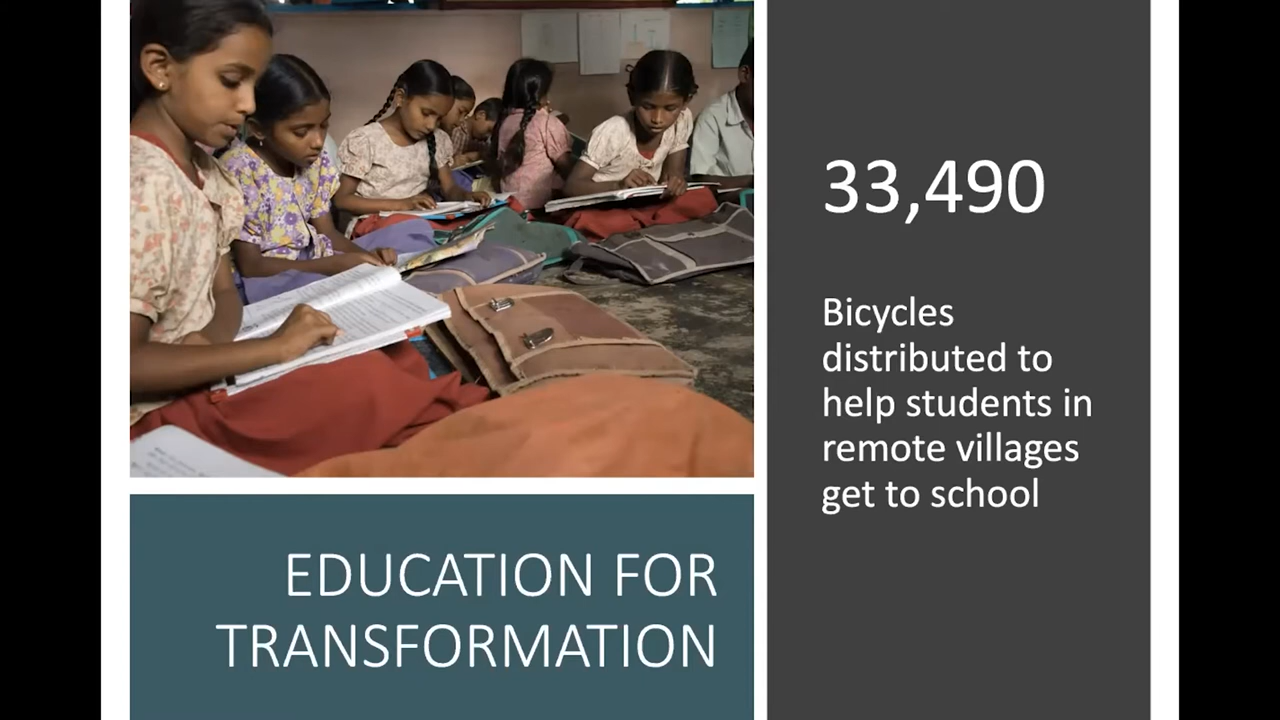 33,490
Bicycles
distributed to
help students in
remote villages
get to school
EDUCATION FOR
TRANSFORMATION